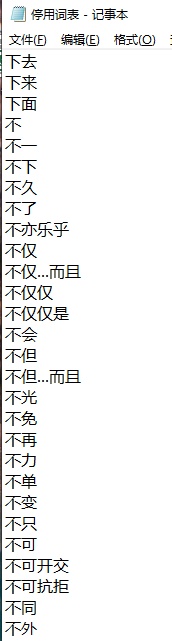 停用词表 - 记事本
文件(F) 编辑(E) 格式(O)
下去
下来
下面
不
不一
不下
不久
不了
不亦乐乎
不仅
不仅...而且
不仅仅
不仅仅是
不会
不但
不但...而且
不光
不免
不再
不力
不单
不变
不只
不可
不可开交
不可抗拒
不同
不外